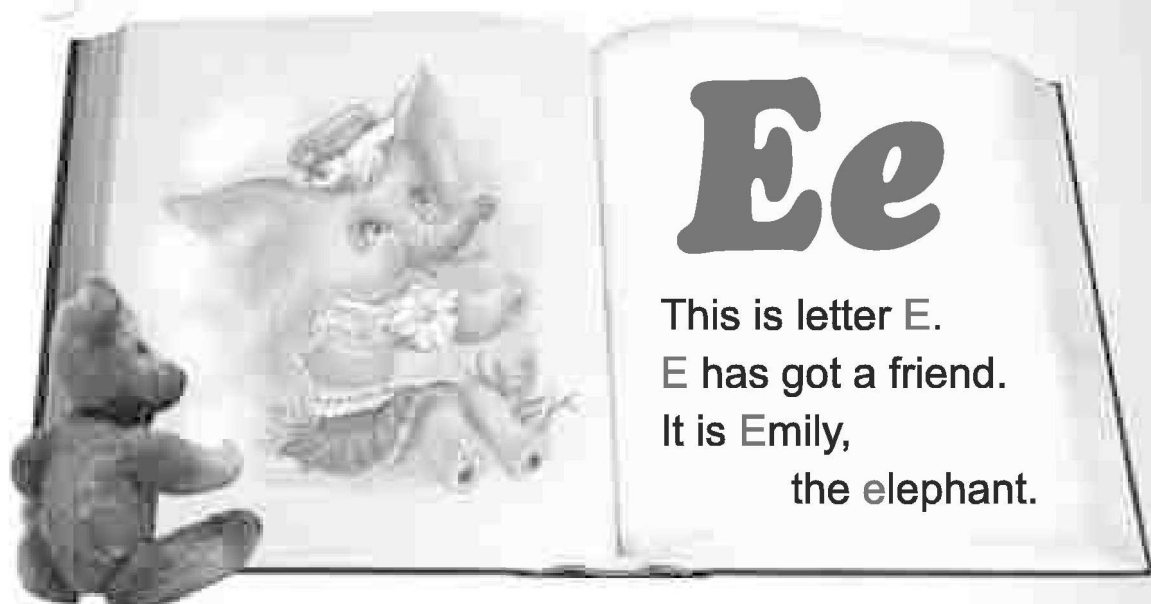 Ee
This is letter E.
E has got a friend.
It is Emily,
the elephant.